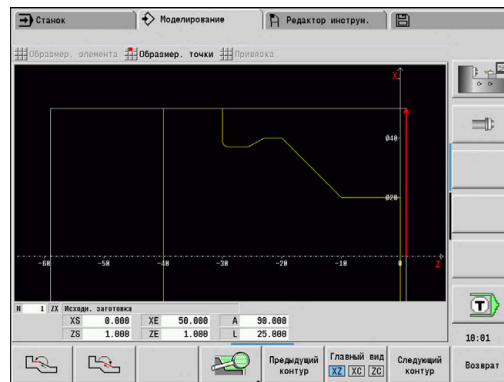 Станок
Моделирование
Редактор инструм.
Образмер. элемента
Образмер. точки
Привязка
X
Ø40
Ø20
-60
-50
-40
-30
-20
-10
0
Z
N 1 ZX Исходн. заготовка
XS 0.000 XE 50.000 A 90.000
ZS 1.000 ZE 1.000 L 25.000
T
10:01
Предыдущий контур
Главный вид
XZ XC ZC
Следующий контур
Возврат